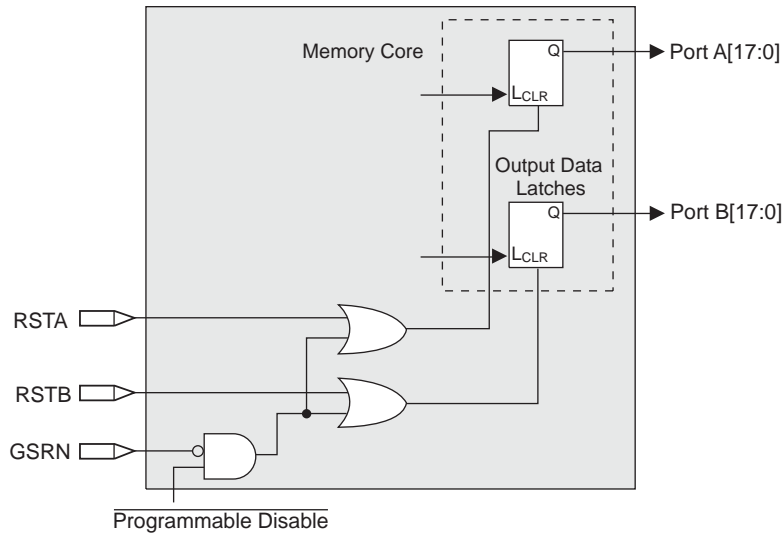 Memory Core
Q
Port A[17:0]
LCLR
Output Data
Latches
Q
Port B[17:0]
LCLR
RSTA
RSTB
GSRN
Programmable Disable